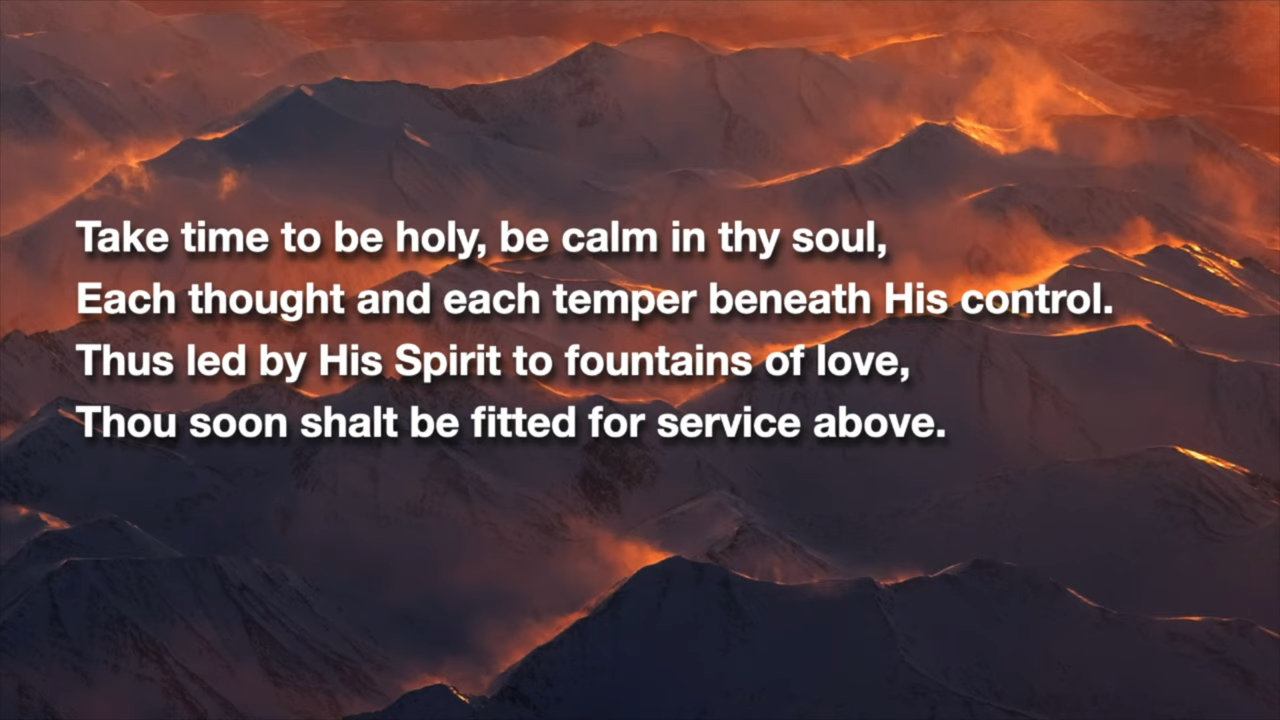 Take time to be holy, be calm in thy soul,
Each thought and each temper beneath His control.
Thus led by His Spirit to fountains of love,
Thou soon shalt be fitted for service above.